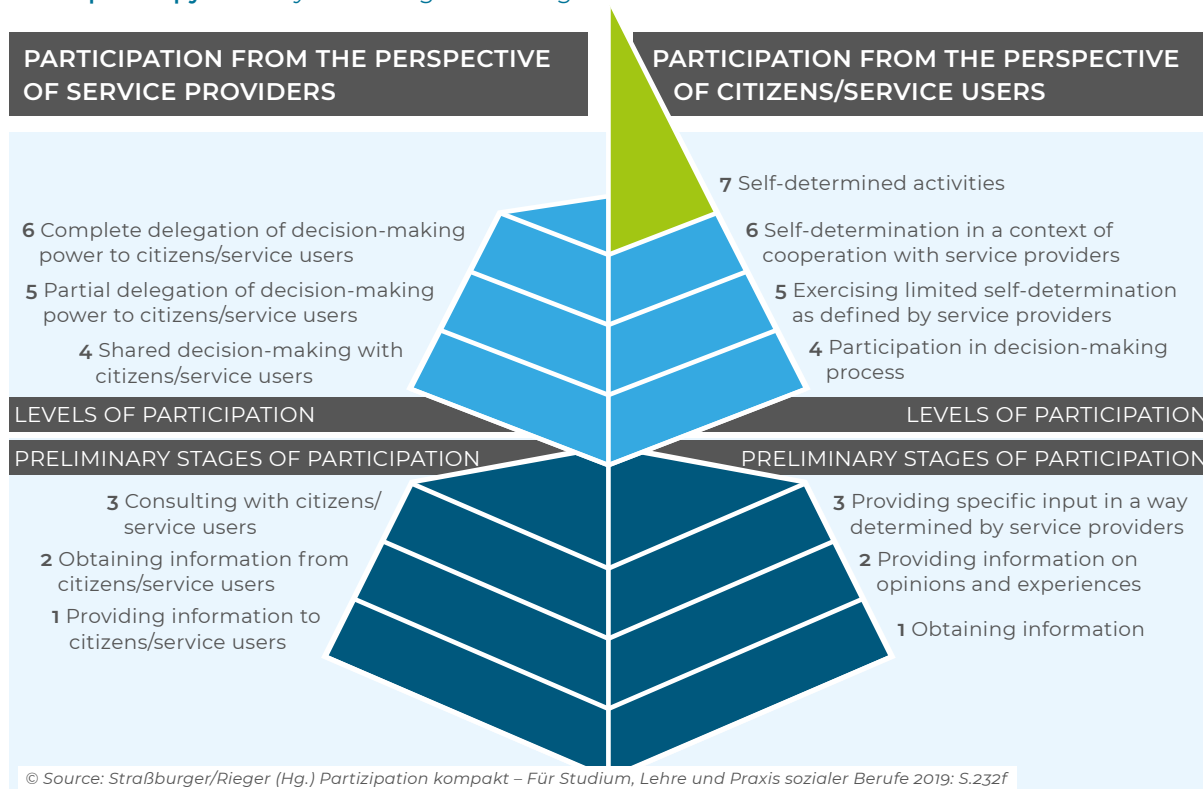 PARTICIPATION FROM THE PERSPECTIVE
OF SERVICE PROVIDERS
6 Complete delegation of decision-making
power to citizens/service users
5 Partial delegation of decision-making
power to citizens/service users
4 Shared decision-making with
citizens/service users
LEVELS OF PARTICIPATION
PRELIMINARY STAGES OF PARTICIPATION
3 Consulting with citizens/
service users
2 Obtaining information from
citizens/service users
1 Providing information to
citizens/service users
PARTICIPATION FROM THE PERSPECTIVE
OF CITIZENS/SERVICE USERS
7 Self-determined activities
6 Self-determination in a context of
cooperation with service providers
5 Exercising limited self-determination
as defined by service providers
4 Participation in decision-making
process
LEVELS OF PARTICIPATION
PRELIMINARY STAGES OF PARTICIPATION
3 Providing specific input in a way
determined by service providers
2 Providing information on
opinions and experiences
1 Obtaining information
© Source: Straßburger/Rieger (Hg.) Partizipation kompakt – Für Studium, Lehre und Praxis sozialer Berufe 2019: S.232f